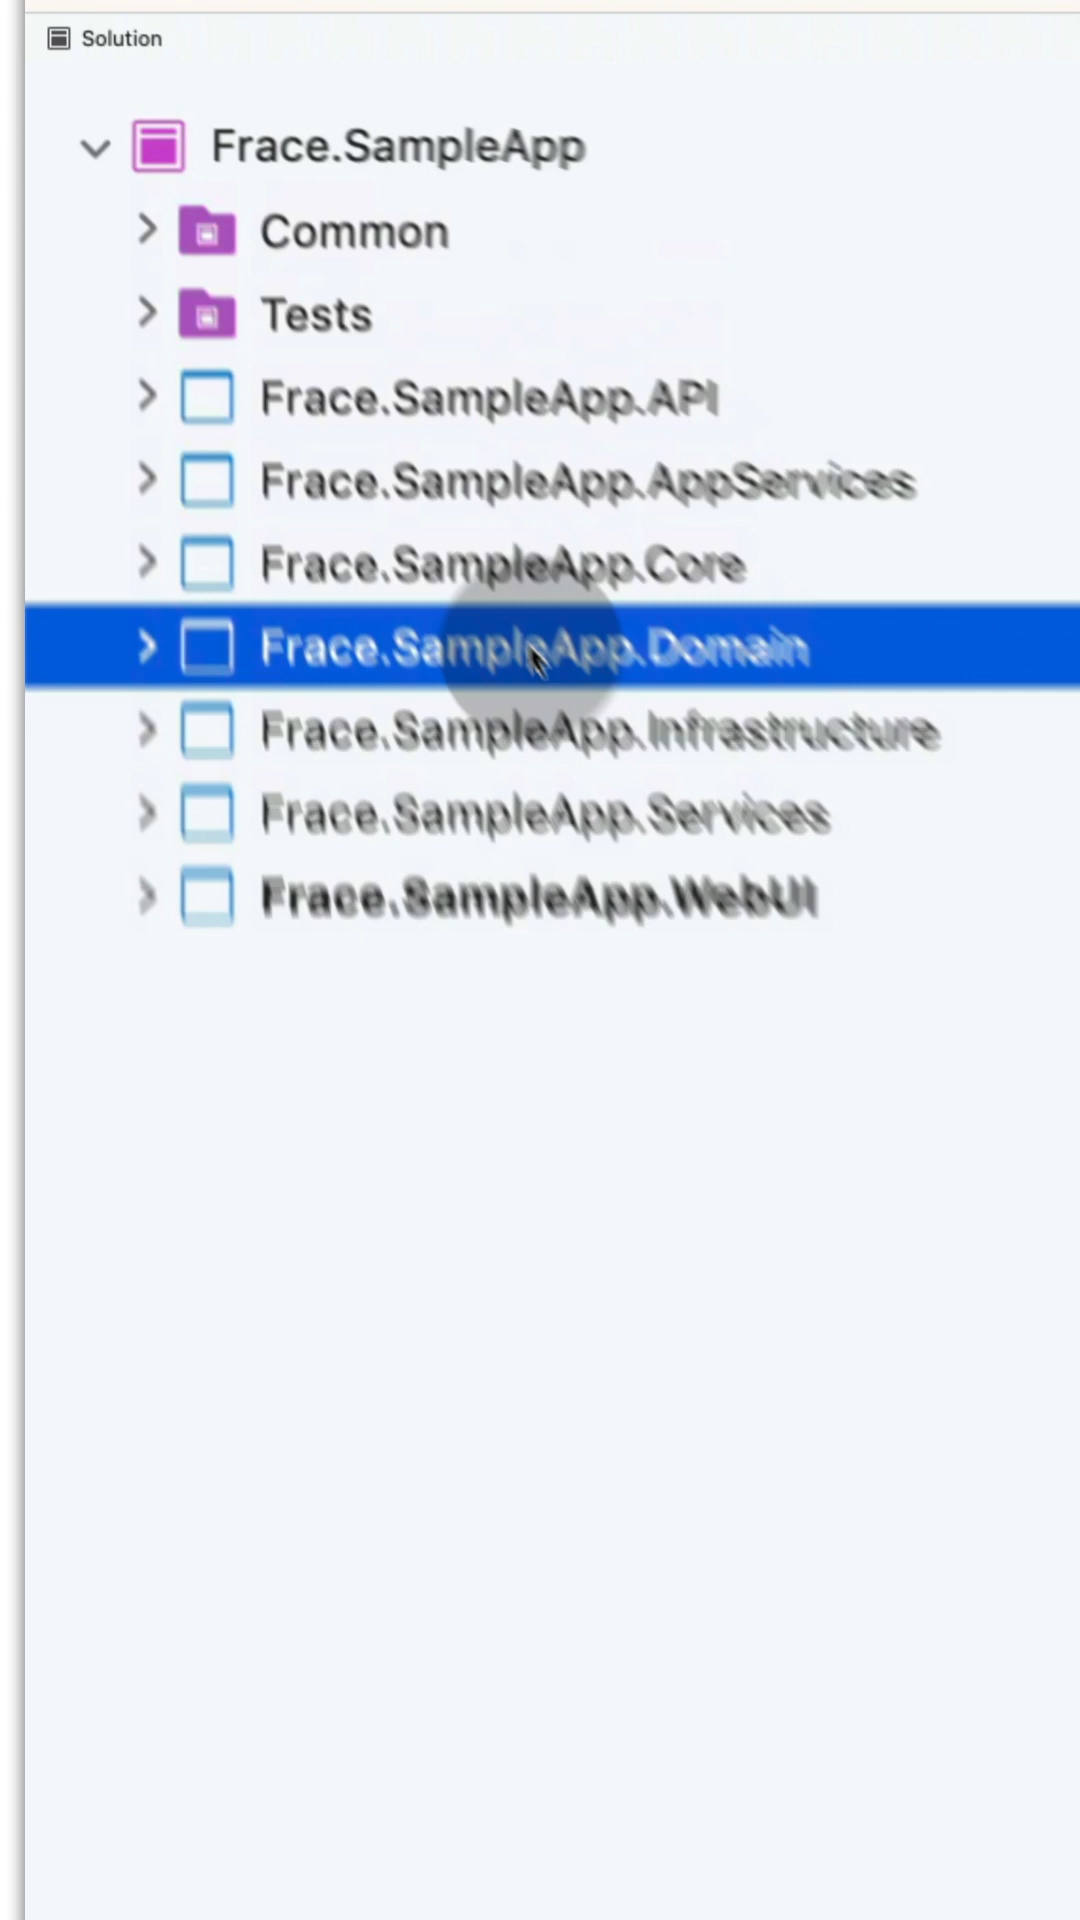 Solution
Frace.SampleApp
Common
Tests
Frace.SampleApp.API
Frace.SampleApp.AppServices
Frace.SampleApp.Core
Frace.SampleApp.Domain
Frace.SampleApp.Infrastructure
Frace.SampleApp.Services
Frace.SampleApp.WebUI